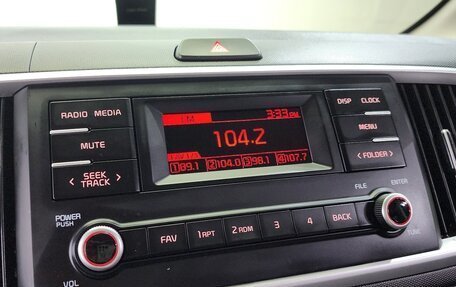 RADIO MEDIA
MUTE
< SEEK TRACK >
FM 3:33 PM
104.2
① 89.1 ② 104.0 ③ 98.1 ④ 107.7
DISP CLOCK
MENU
< FOLDER >
POWER PUSH
VOL
FAV 1 RPT 2 RDM 3 4 BACK
FILE
ENTER
TUNE